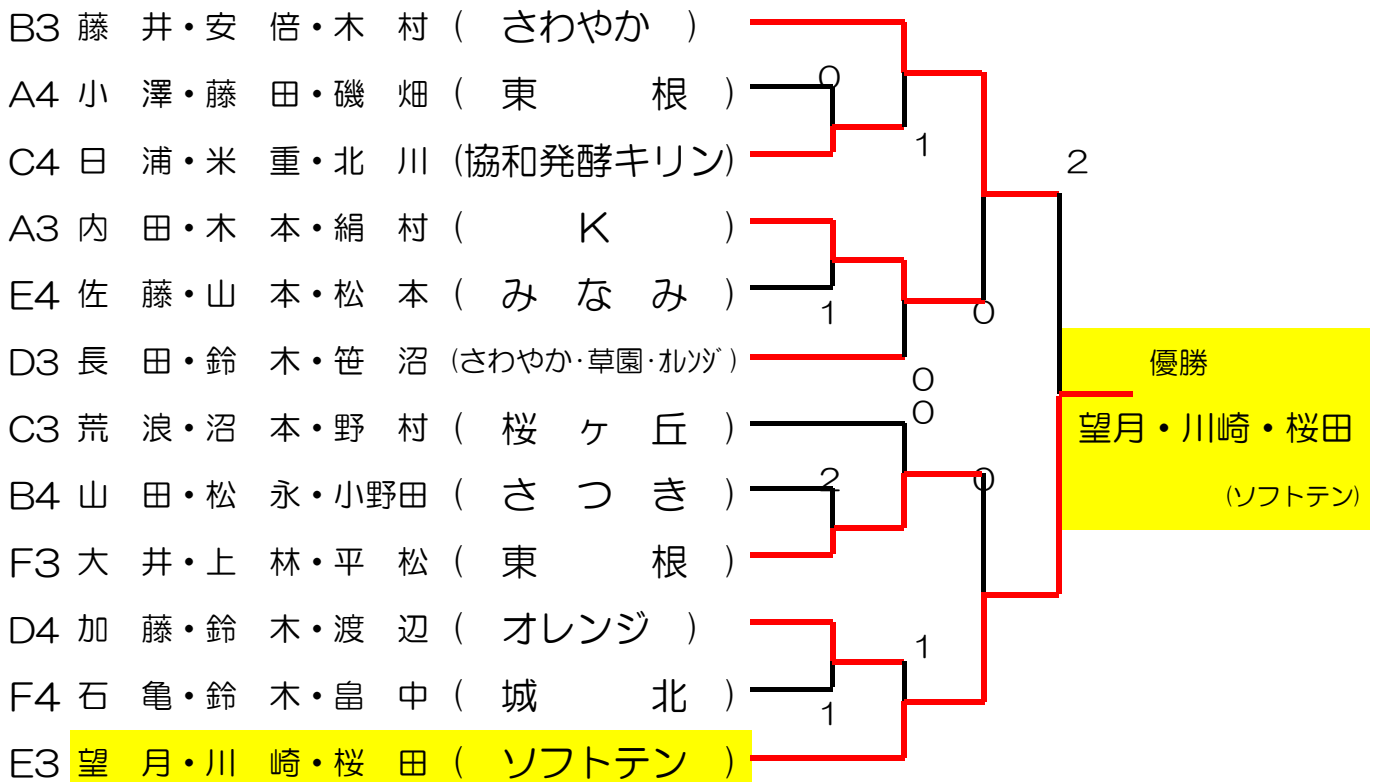 B3 藤　井・安　倍・木　村 (　さわやか　)
0
A4 小　澤・藤　田・磯　畑 (　東　　　根　)
1
C4 日　浦・米　重・北　川 (協和発酵キリン)
2
A3 内　田・木　本・絹　村 (　　　K　　　)
E4 佐　藤・山　本・松　本 (　み　な　み　)
1
0
D3 長　田・鈴　木・笹　沼 (さわやか・草園・ｵﾚﾝｼﾞ)
優勝
0
0
C3 荒　浪・沼　本・野　村 (　桜　ヶ　丘　)
望月・川崎・桜田
2
0
B4 山　田・松　永・小野田 (　さ　つ　き　)
(ソフトテン)
F3 大　井・上　林・平　松 (　東　　　根　)
D4 加　藤・鈴　木・渡　辺 (　オレンジ　)
1
F4 石　亀・鈴　木・畠　中 (　城　　　北　)
1
E3 望　月・川　崎・桜　田 (　ソフトテン　)